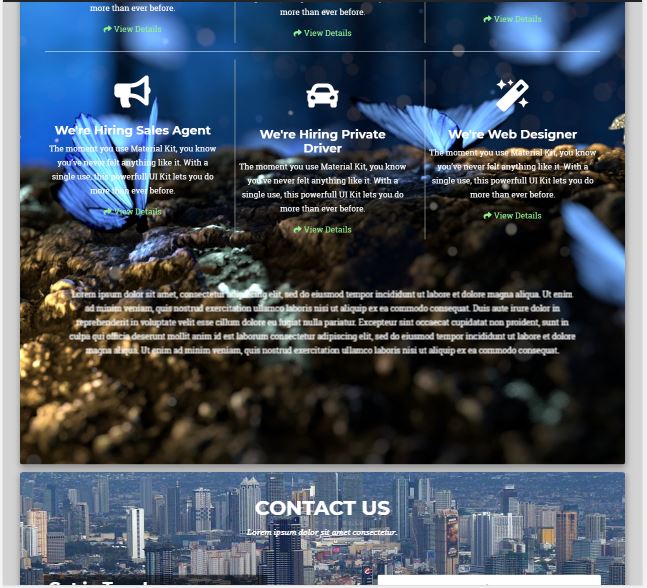 more than ever before.
View Details
more than ever before.
View Details
View Details
We're Hiring Sales Agent
The moment you use Material Kit, you know
you've never felt anything like it. With a
single use, this powerfull UI Kit lets you do
more than ever before.
View Details
We're Hiring Private
Driver
The moment you use Material Kit, you know
you've never felt anything like it. With a
single use, this powerfull UI Kit lets you do
more than ever before.
View Details
We're Web Designer
The moment you use Material Kit, you know
you've never felt anything like it. With a
single use, this powerfull UI Kit lets you do
more than ever before.
View Details
Lorem ipsum dolor sit amet, consectetur adipiscing elit, sed do eiusmod tempor incididunt ut labore et dolore magna aliqua. Ut enim
ad minim veniam, quis nostrud exercitation ullamco laboris nisi ut aliquip ex ea commodo consequat. Duis aute irure dolor in
reprehenderit in voluptate velit esse cillum dolore eu fugiat nulla pariatur. Excepteur sint occaecat cupidatat non proident, sunt in
culpa qui officia deserunt mollit anim id est laborum consectetur adipiscing elit, sed do eiusmod tempor incididunt ut labore et dolore
magna aliqua. Ut enim ad minim veniam, quis nostrud exercitation ullamco laboris nisi ut aliquip ex ea commodo consequat.
CONTACT US
Lorem ipsum dolor sit amet consectetur.